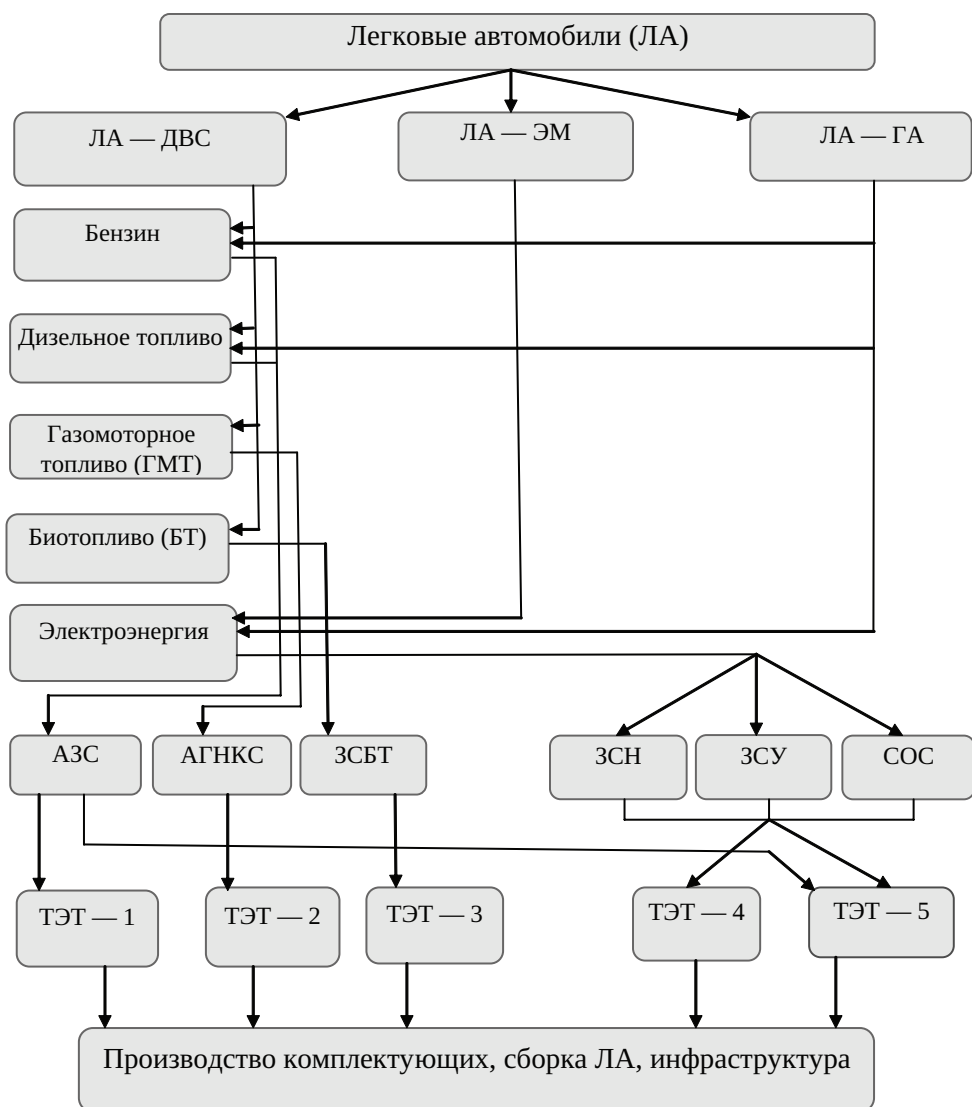 Легковые автомобили (ЛА)
ЛА — ДВС
ЛА — ЭМ
ЛА — ГА
Бензин
Дизельное топливо
Газомоторное
топливо (ГМТ)
Биотопливо (БТ)
Электроэнергия
АЗС
АГНКС
ЗСБТ
ЗСН
ЗСУ
СОС
ТЭТ — 1
ТЭТ — 2
ТЭТ — 3
ТЭТ — 4
ТЭТ — 5
Производство комплектующих, сборка ЛА, инфраструктура